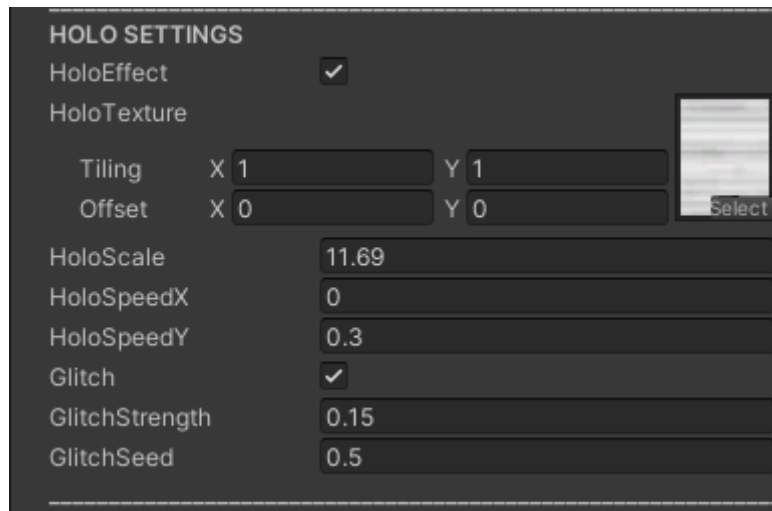 HOLO SETTINGS
HoloEffect
HoloTexture
Tiling X 1 Y 1
Offset X 0 Y 0 Select
HoloScale 11.69
HoloSpeedX 0
HoloSpeedY 0.3
Glitch
GlitchStrength 0.15
GlitchSeed 0.5